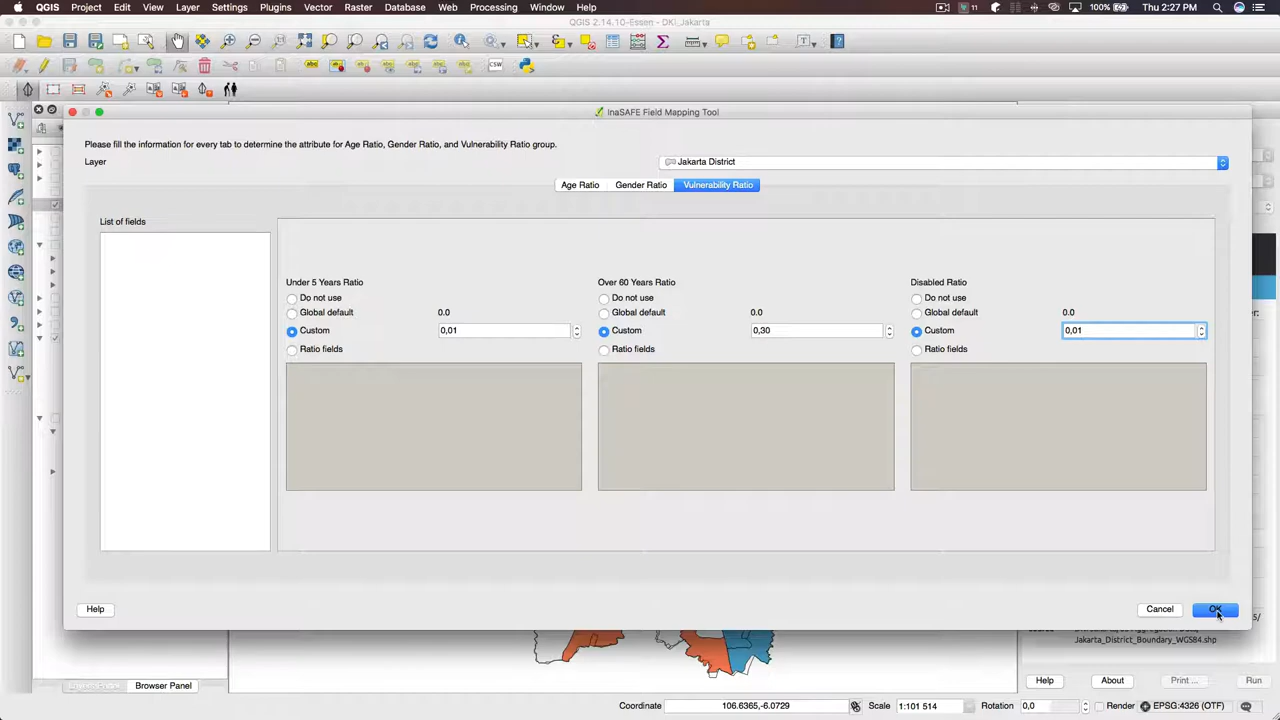 QGIS File Project Edit View Layer Settings Plugins Vector Raster Database Web Processing Window Help 11 100% Thu 2:27 PM
QGIS 2.14.10-Essen - DKI_Jakarta
CSW
InaSAFE Field Mapping Tool
Please fill the information for every tab to determine the attribute for Age Ratio, Gender Ratio, and Vulnerability Ratio group.
Layer Jakarta District
Age Ratio Gender Ratio Vulnerability Ratio
List of fields
Under 5 Years Ratio Over 60 Years Ratio Disabled Ratio
Do not use Do not use Do not use
Global default 0.0 Global default 0.0 Global default 0.0
Custom 0,01 Custom 0,30 Custom 0,01
Ratio fields Ratio fields Ratio fields
Help Cancel OK
Jakarta_District_Boundary_WGS84.shp
Browser Panel Help About Print ... Run
Coordinate 106.6365,-6.0729 Scale 1:101 514 Rotation 0,0 Render EPSG:4326 (OTF)